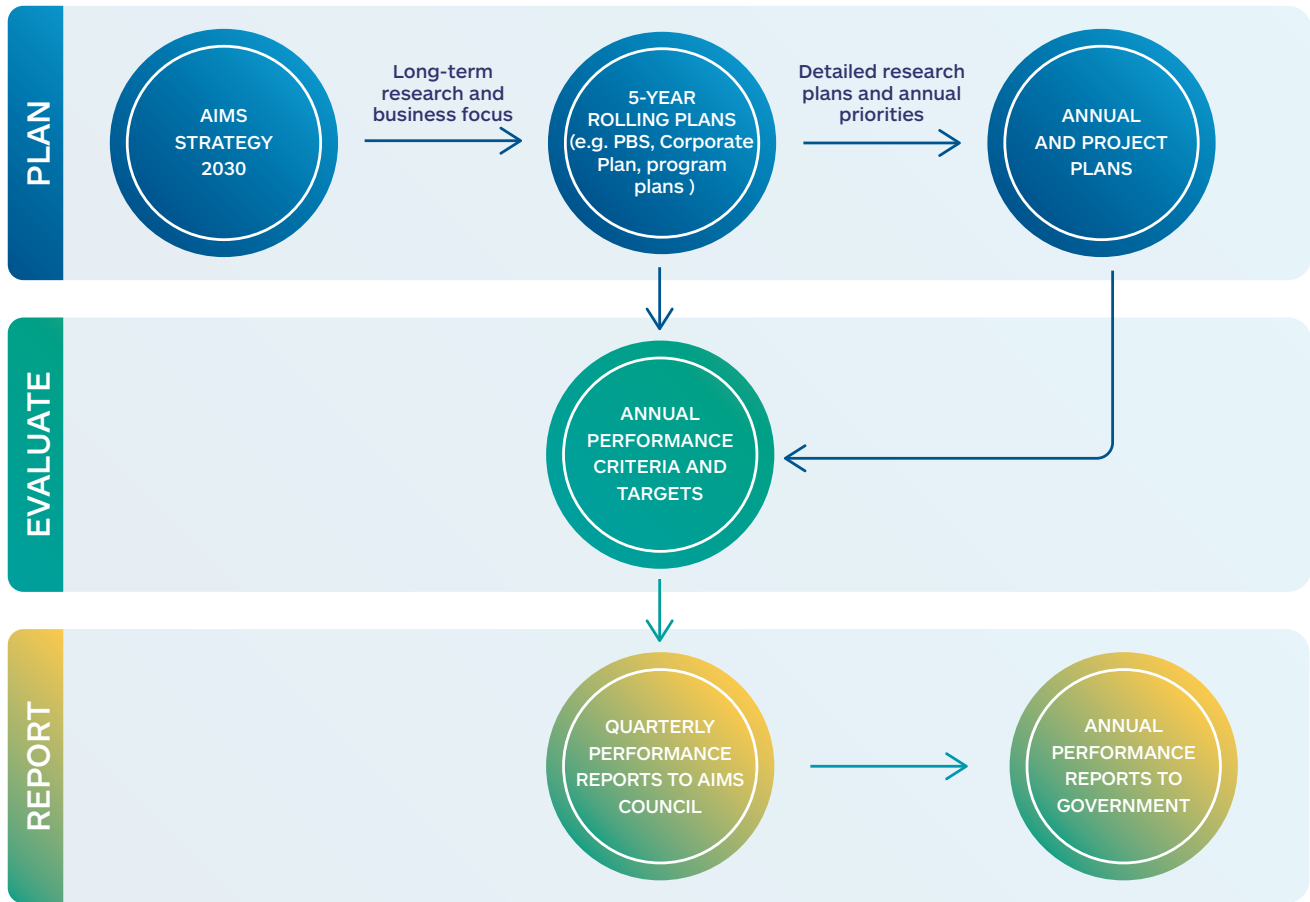 PLAN
AIMS
STRATEGY
2030
Long-term
research and
business focus
5-YEAR
ROLLING PLANS
(e.g. PBS, Corporate
Plan, program
plans )
Detailed research
plans and annual
priorities
ANNUAL
AND PROJECT
PLANS
EVALUATE
ANNUAL
PERFORMANCE
CRITERIA AND
TARGETS
REPORT
QUARTERLY
PERFORMANCE
REPORTS TO AIMS
COUNCIL
ANNUAL
PERFORMANCE
REPORTS TO
GOVERNMENT